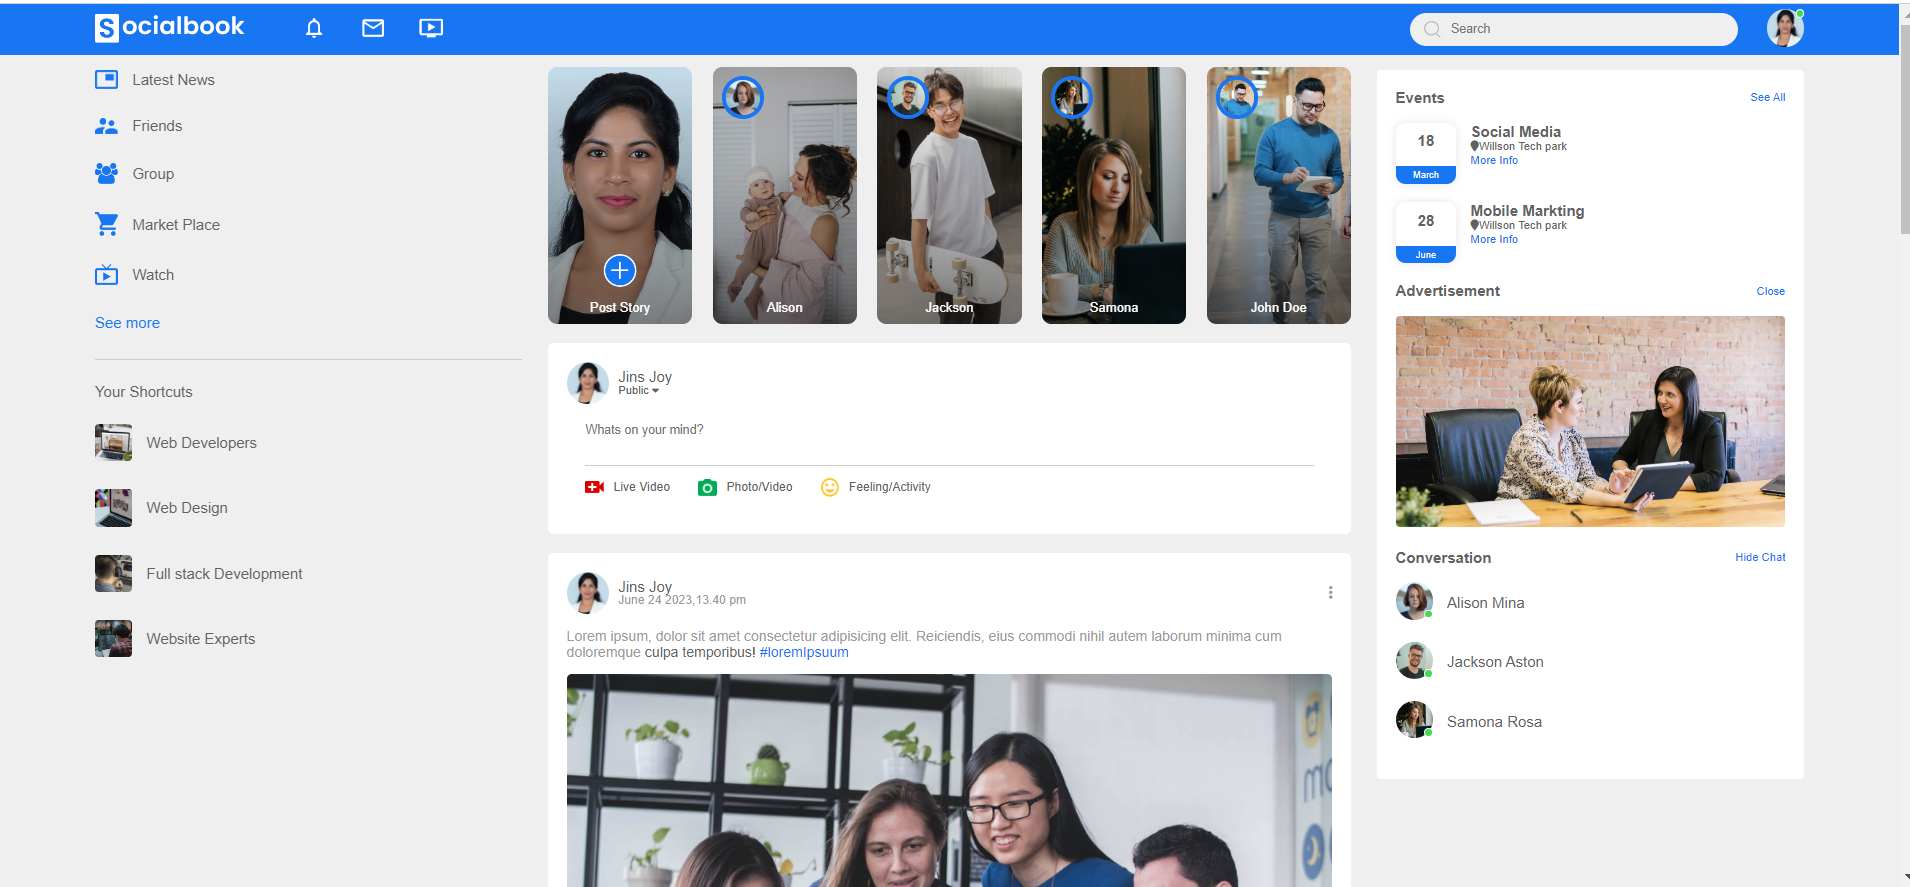 Socialbook
Search
Latest News
Friends
Group
Market Place
Watch
See more
Your Shortcuts
Web Developers
Web Design
Full stack Development
Website Experts
Post Story
Alison
Jackson
Samona
John Doe
Jins Joy
Public
Whats on your mind?
Live Video
Photo/Video
Feeling/Activity
Jins Joy
June 24 2023,13.40 pm
Lorem ipsum, dolor sit amet consectetur adipisicing elit. Reiciendis, eius commodi nihil autem laborum minima cum
doloremque culpa temporibus! #loremIpsuum
Events
See All
18
March
Social Media
Willson Tech park
More Info
28
June
Mobile Markting
Willson Tech park
More Info
Advertisement
Close
Conversation
Hide Chat
Alison Mina
Jackson Aston
Samona Rosa